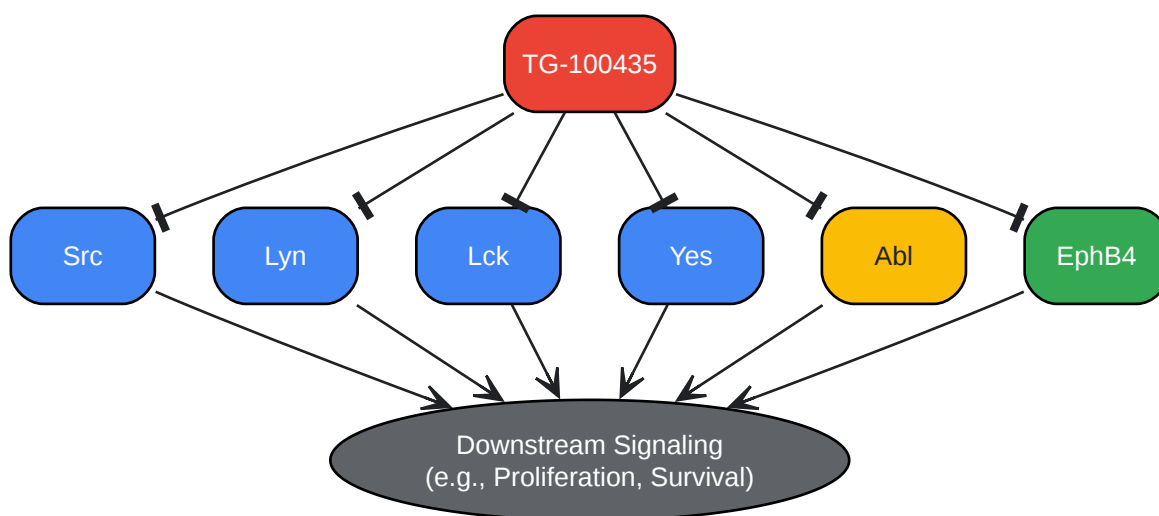 TG-100435
Src
Lyn
Lck
Yes
Abl
EphB4
Downstream Signaling
(e.g., Proliferation, Survival)